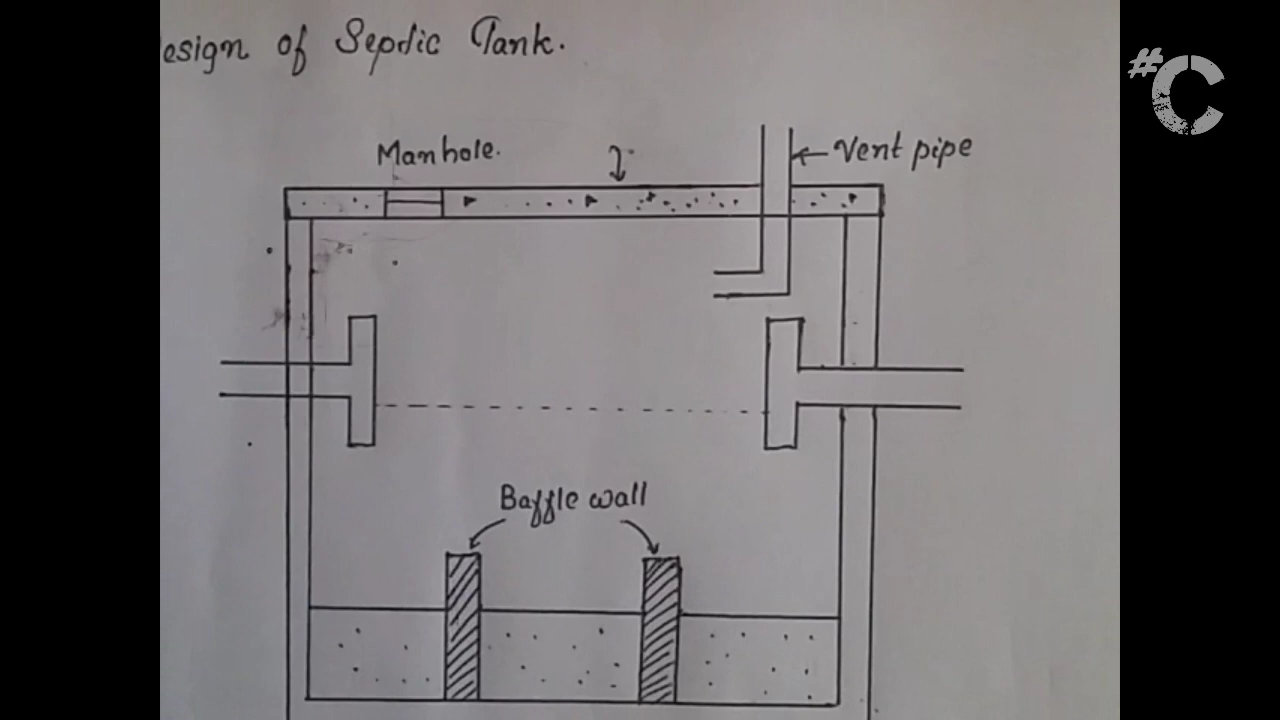 esign of Septic Tank.
#C
Manhole.
Vent pipe
Baffle wall